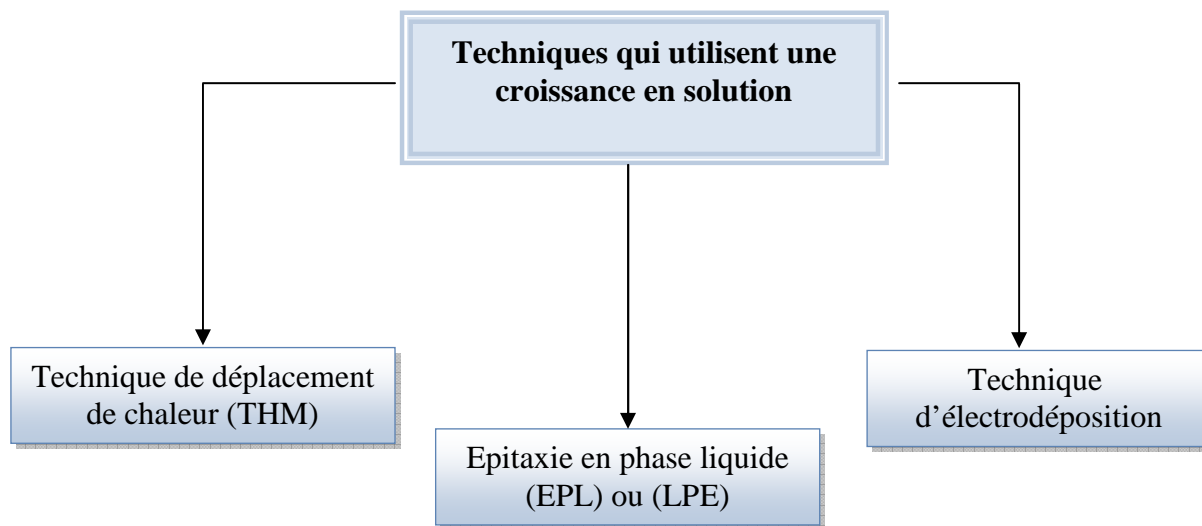 Techniques qui utilisent une
croissance en solution
Technique de déplacement
de chaleur (THM)
Epitaxie en phase liquide
(EPL) ou (LPE)
Technique
d’électrodéposition